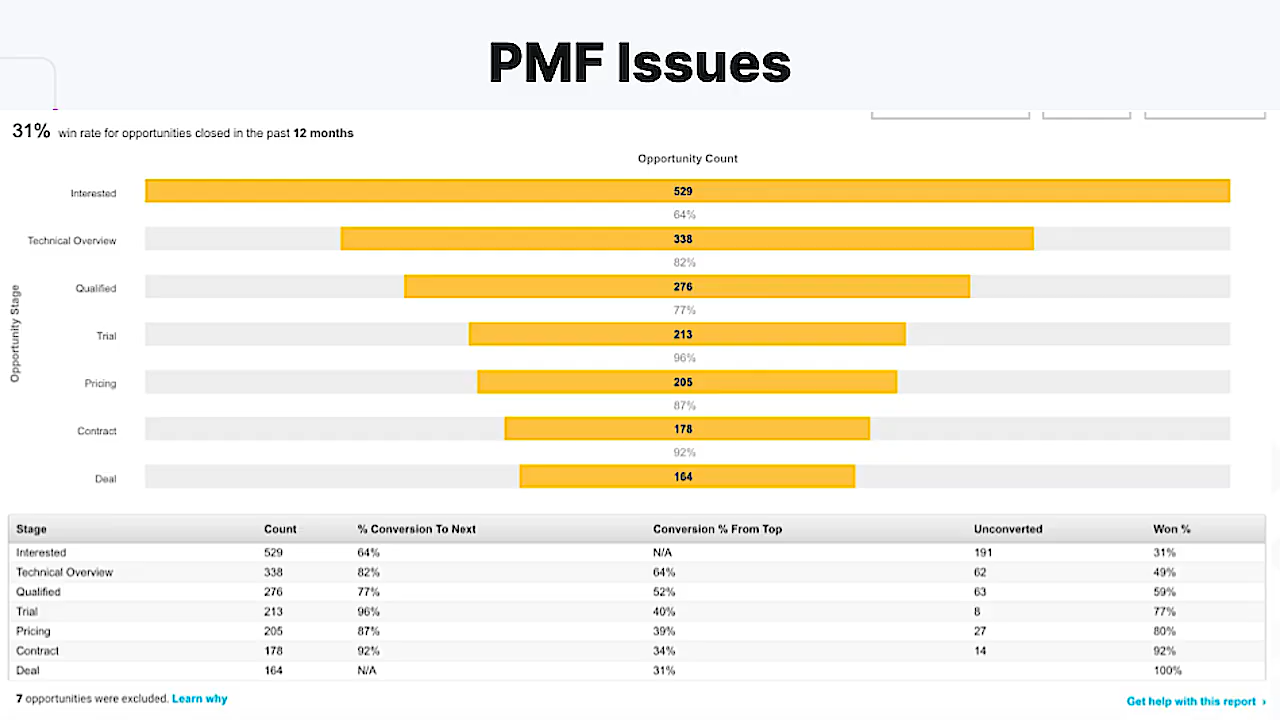 PMF Issues
31% win rate for opportunities closed in the past 12 months
Opportunity Count
Opportunity Stage
Interested 529
64%
Technical Overview 338
82%
Qualified 276
77%
Trial 213
96%
Pricing 205
87%
Contract 178
92%
Deal 164
Stage Count % Conversion To Next Conversion % From Top Unconverted Won %
Interested 529 64% N/A 191 31%
Technical Overview 338 82% 64% 62 49%
Qualified 276 77% 52% 63 59%
Trial 213 96% 40% 8 77%
Pricing 205 87% 39% 27 80%
Contract 178 92% 34% 14 92%
Deal 164 N/A 31% 100%
7 opportunities were excluded. Learn why
Get help with this report ›